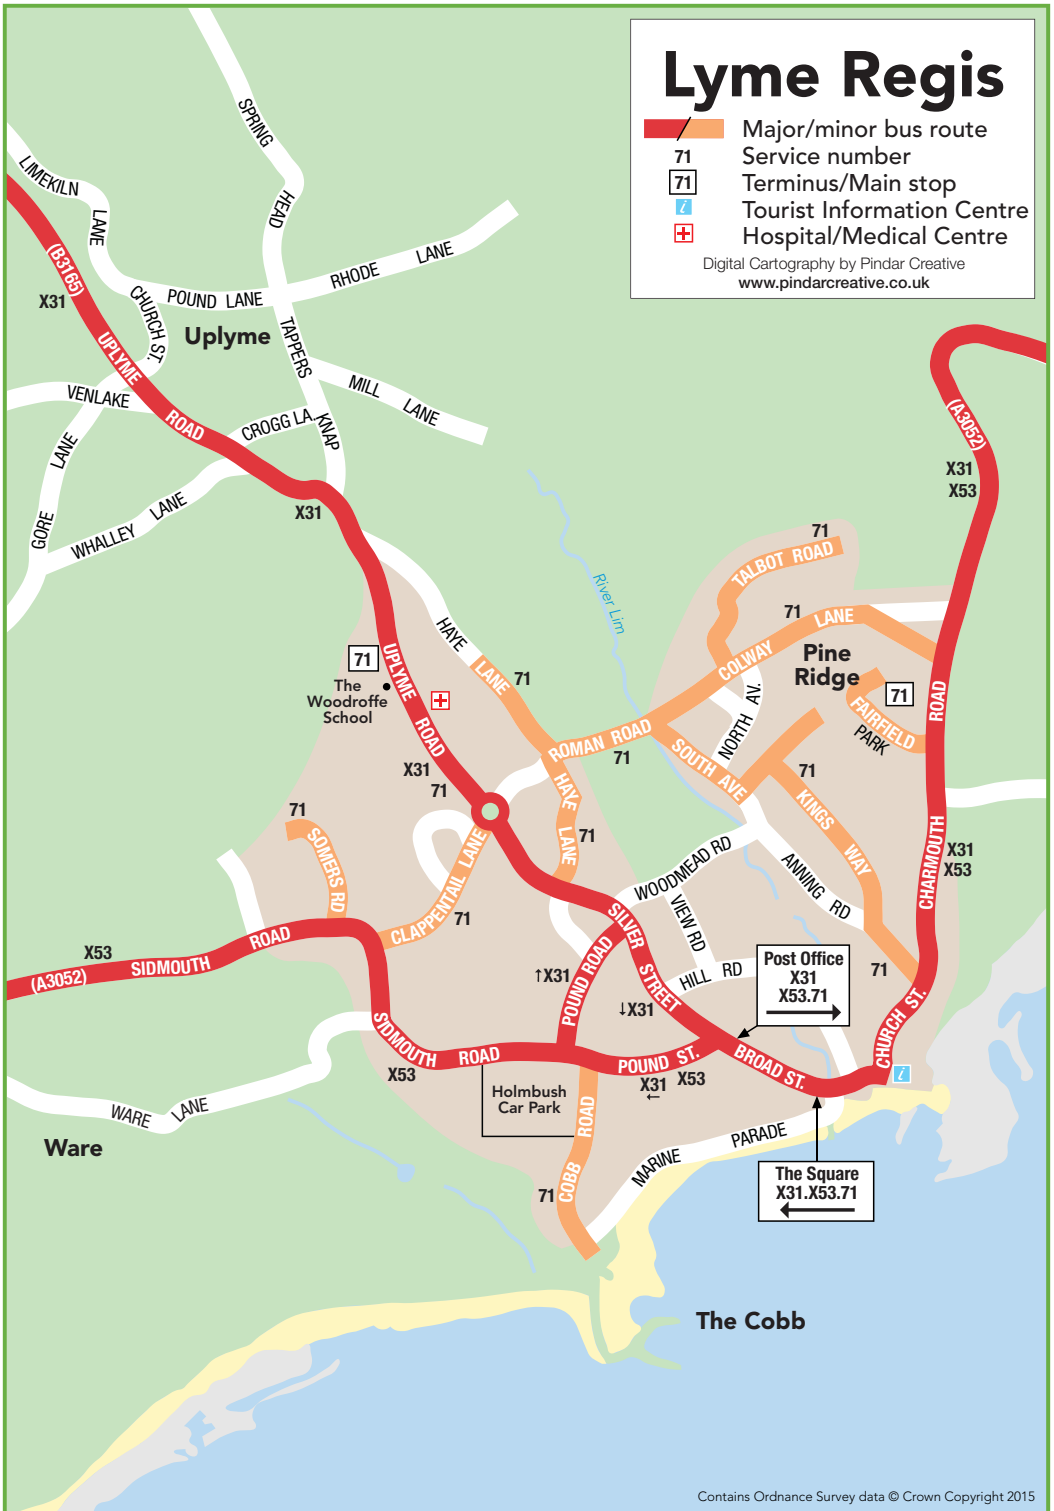 Lyme Regis
Major/minor bus route
71 Service number
71 Terminus/Main stop
i Tourist Information Centre
Hospital/Medical Centre
Digital Cartography by Pindar Creative
www.pindarcreative.co.uk
SPRING
HEAD
LIMEKILN
LANE
(B3165)
X31
CHURCH ST.
POUND LANE
RHODE LANE
Uplyme
UPLYME
ROAD
TAPPERS
KNAP
VENLAKE
MILL LANE
CROGG LA.
GORE LANE
WHALLEY LANE
X31
(A3052)
X31
X53
River Lim
71
TALBOT ROAD
71
COLWAY LANE
HAYE
LANE
71
71
The
Woodroffe
School
UPLYME
ROAD
Pine
Ridge
71
FAIRFIELD
PARK
ROAD
NORTH AV.
ROMAN ROAD
71
SOUTH AVE
X31
71
71
KINGS
WAY
HAYE
LANE
71
71
SOMERS RD
CLAPPENTAIL LANE
71
WOODMEAD RD
VIEW RD
ANNING RD
CHARMOUTH
X31
X53
SILVER
STREET
X53
(A3052) SIDMOUTH
ROAD
POUND ROAD
↑X31
↓X31
HILL RD
Post Office
X31
X53.71
→
71
CHURCH ST.
i
SIDMOUTH
ROAD
X53
POUND ST.
X31
←
X53
BROAD ST.
Holmbush
Car Park
COBB
ROAD
71
WARE LANE
Ware
MARINE
PARADE
The Square
X31.X53.71
←
The Cobb
Contains Ordnance Survey data © Crown Copyright 2015